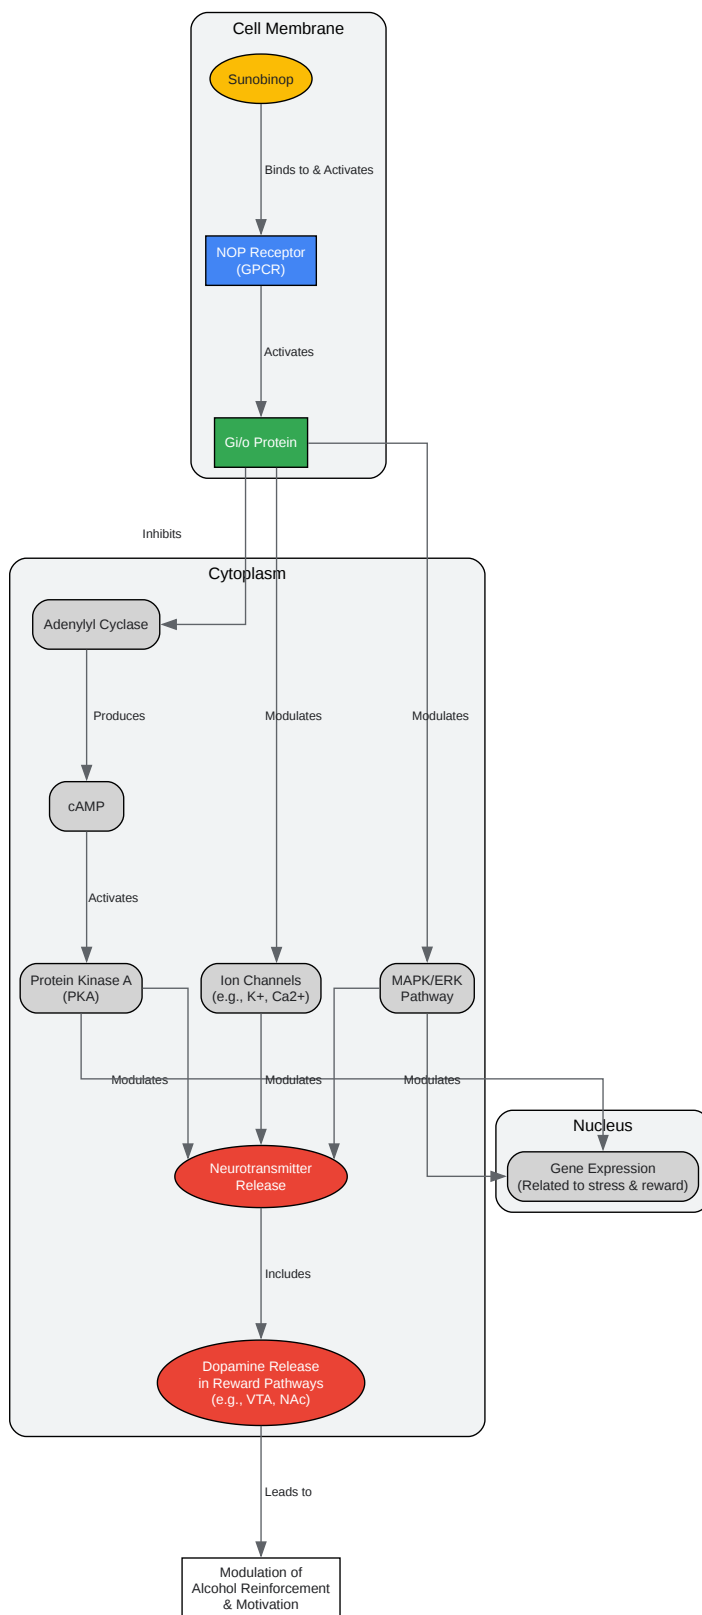 Cell Membrane
Sunobinop
Binds to & Activates
NOP Receptor
(GPCR)
Activates
Gi/o Protein
Inhibits
Cytoplasm
Adenylyl Cyclase
Produces
Modulates
Modulates
cAMP
Activates
Protein Kinase A
(PKA)
Ion Channels
(e.g., K+, Ca2+)
MAPK/ERK
Pathway
Modulates
Modulates
Modulates
Nucleus
Gene Expression
(Related to stress & reward)
Neurotransmitter
Release
Includes
Dopamine Release
in Reward Pathways
(e.g., VTA, NAc)
Leads to
Modulation of
Alcohol Reinforcement
& Motivation